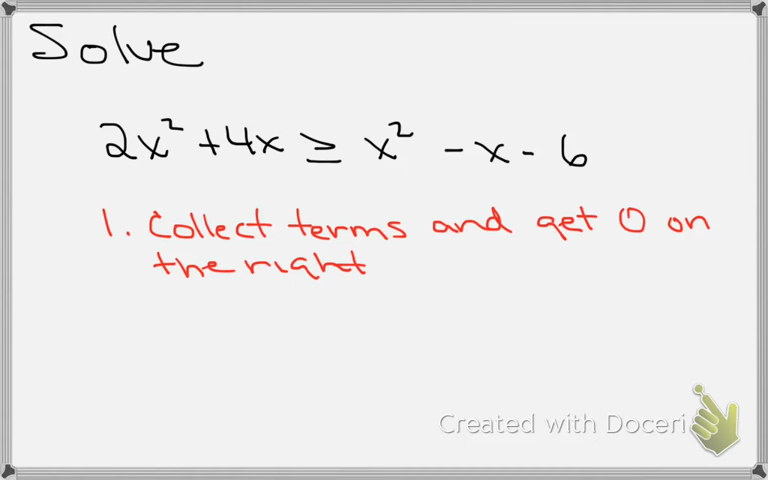 Solve
2x² + 4x ≥ x² - x - 6
1. Collect terms and get 0 on
the right
Created with Doceri